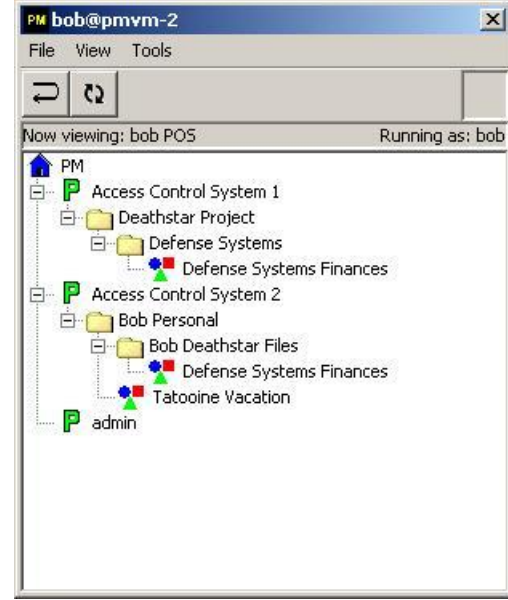 PM bob@pmvm-2
File View Tools
Now viewing: bob POS Running as: bob
PM
P Access Control System 1
Deathstar Project
Defense Systems
Defense Systems Finances
P Access Control System 2
Bob Personal
Bob Deathstar Files
Defense Systems Finances
Tatooine Vacation
P admin